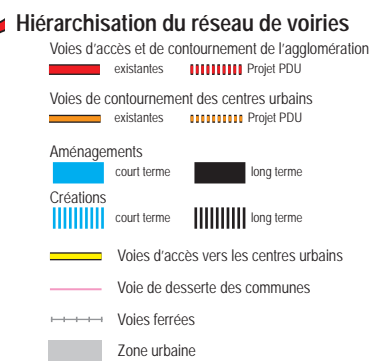 Hiérarchisation du réseau de voiries
Voies d'accès et de contournement de l'agglomération
existantes Projet PDU
Voies de contournement des centres urbains
existantes Projet PDU
Aménagements
court terme long terme
Créations
court terme long terme
Voies d'accès vers les centres urbains
Voie de desserte des communes
Voies ferrées
Zone urbaine